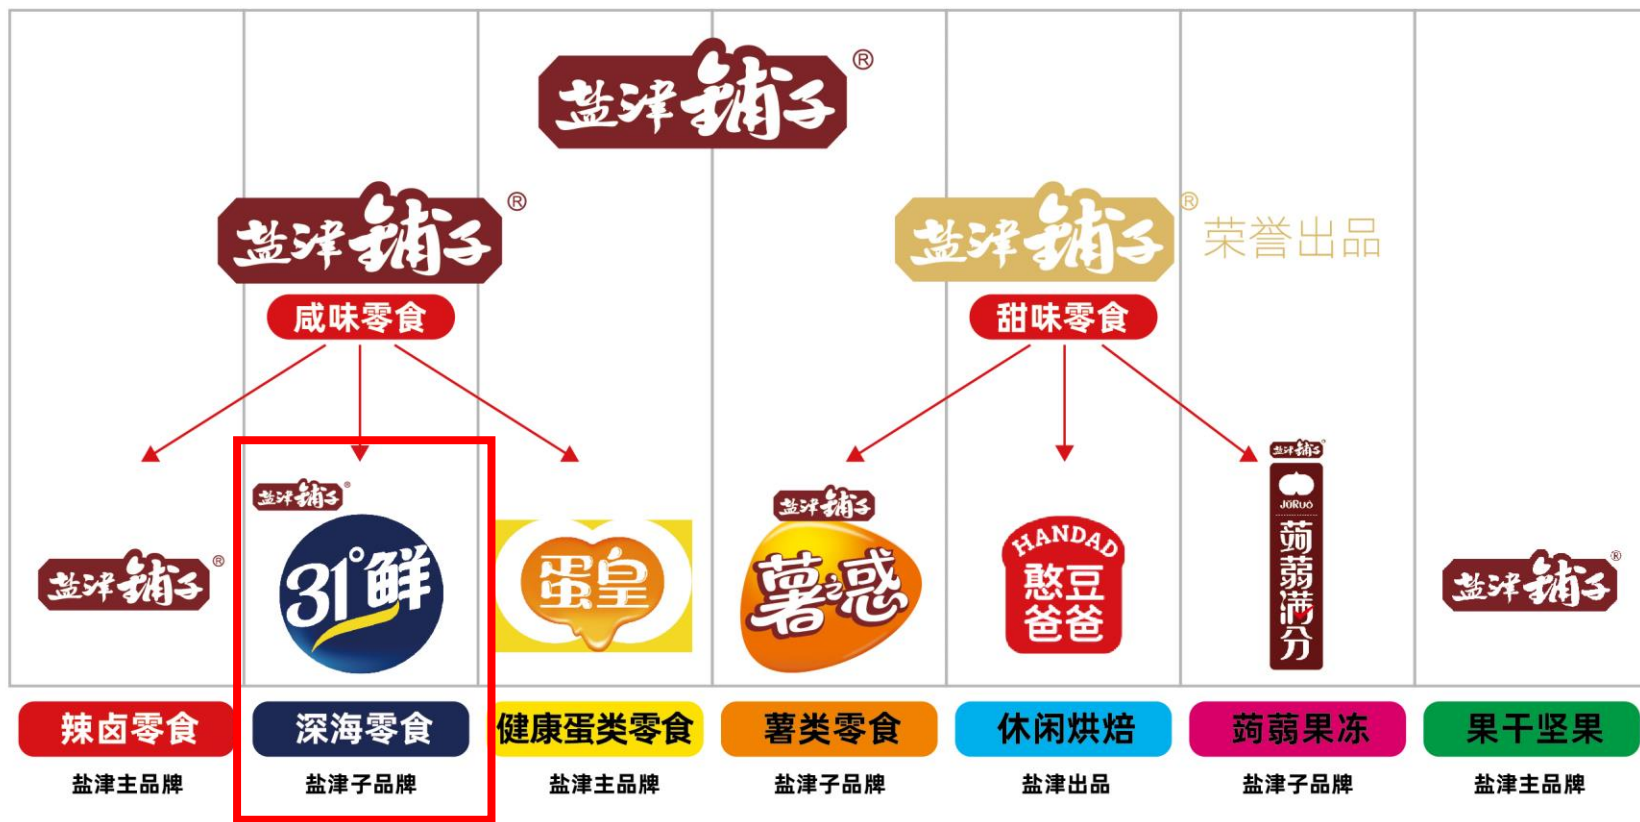 盐津铺子®
盐津铺子®
盐津铺子® 荣誉出品
咸味零食
甜味零食
盐津铺子®
盐津铺子®
31°鲜
蛋皇
盐津铺子
薯之惑
HANDAD
憨豆
爸爸
盐津铺子
JORUO
蒟蒻满分
盐津铺子®
辣卤零食
深海零食
健康蛋类零食
薯类零食
休闲烘焙
蒟蒻果冻
果干坚果
盐津主品牌
盐津子品牌
盐津主品牌
盐津子品牌
盐津出品
盐津子品牌
盐津主品牌